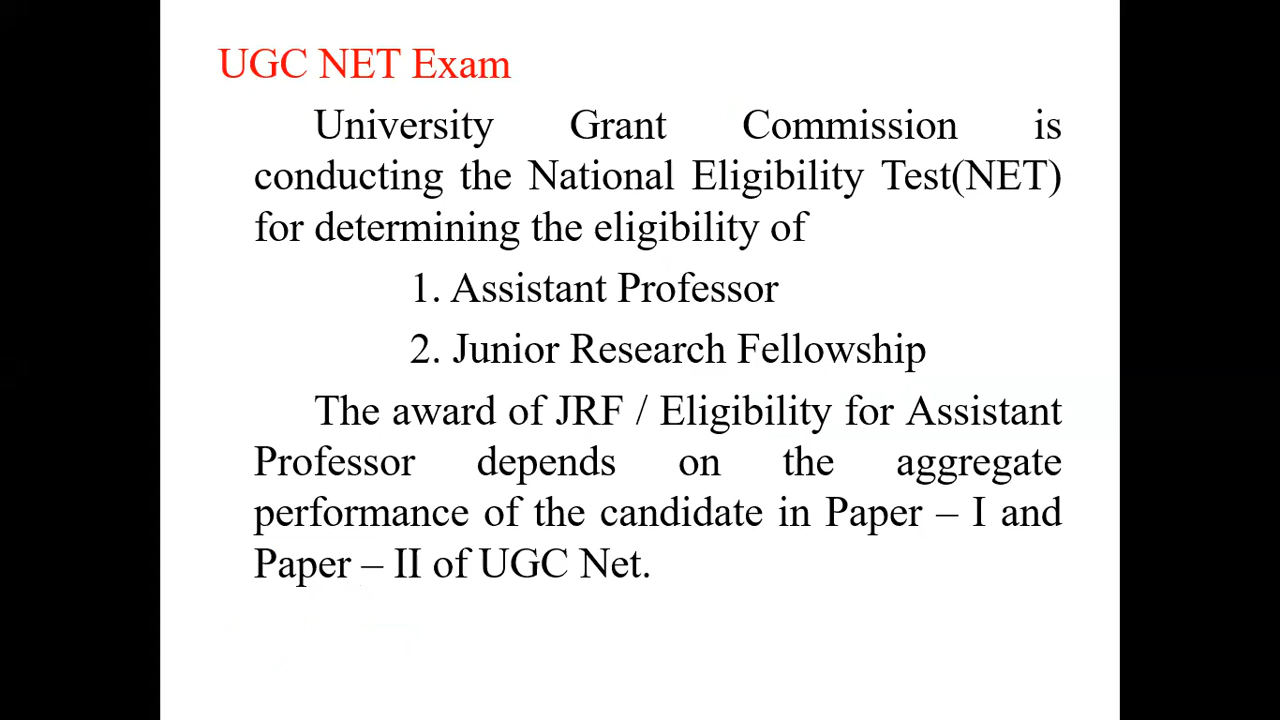 UGC NET Exam
University Grant Commission is
conducting the National Eligibility Test(NET)
for determining the eligibility of
1. Assistant Professor
2. Junior Research Fellowship
The award of JRF / Eligibility for Assistant
Professor depends on the aggregate
performance of the candidate in Paper – I and
Paper – II of UGC Net.